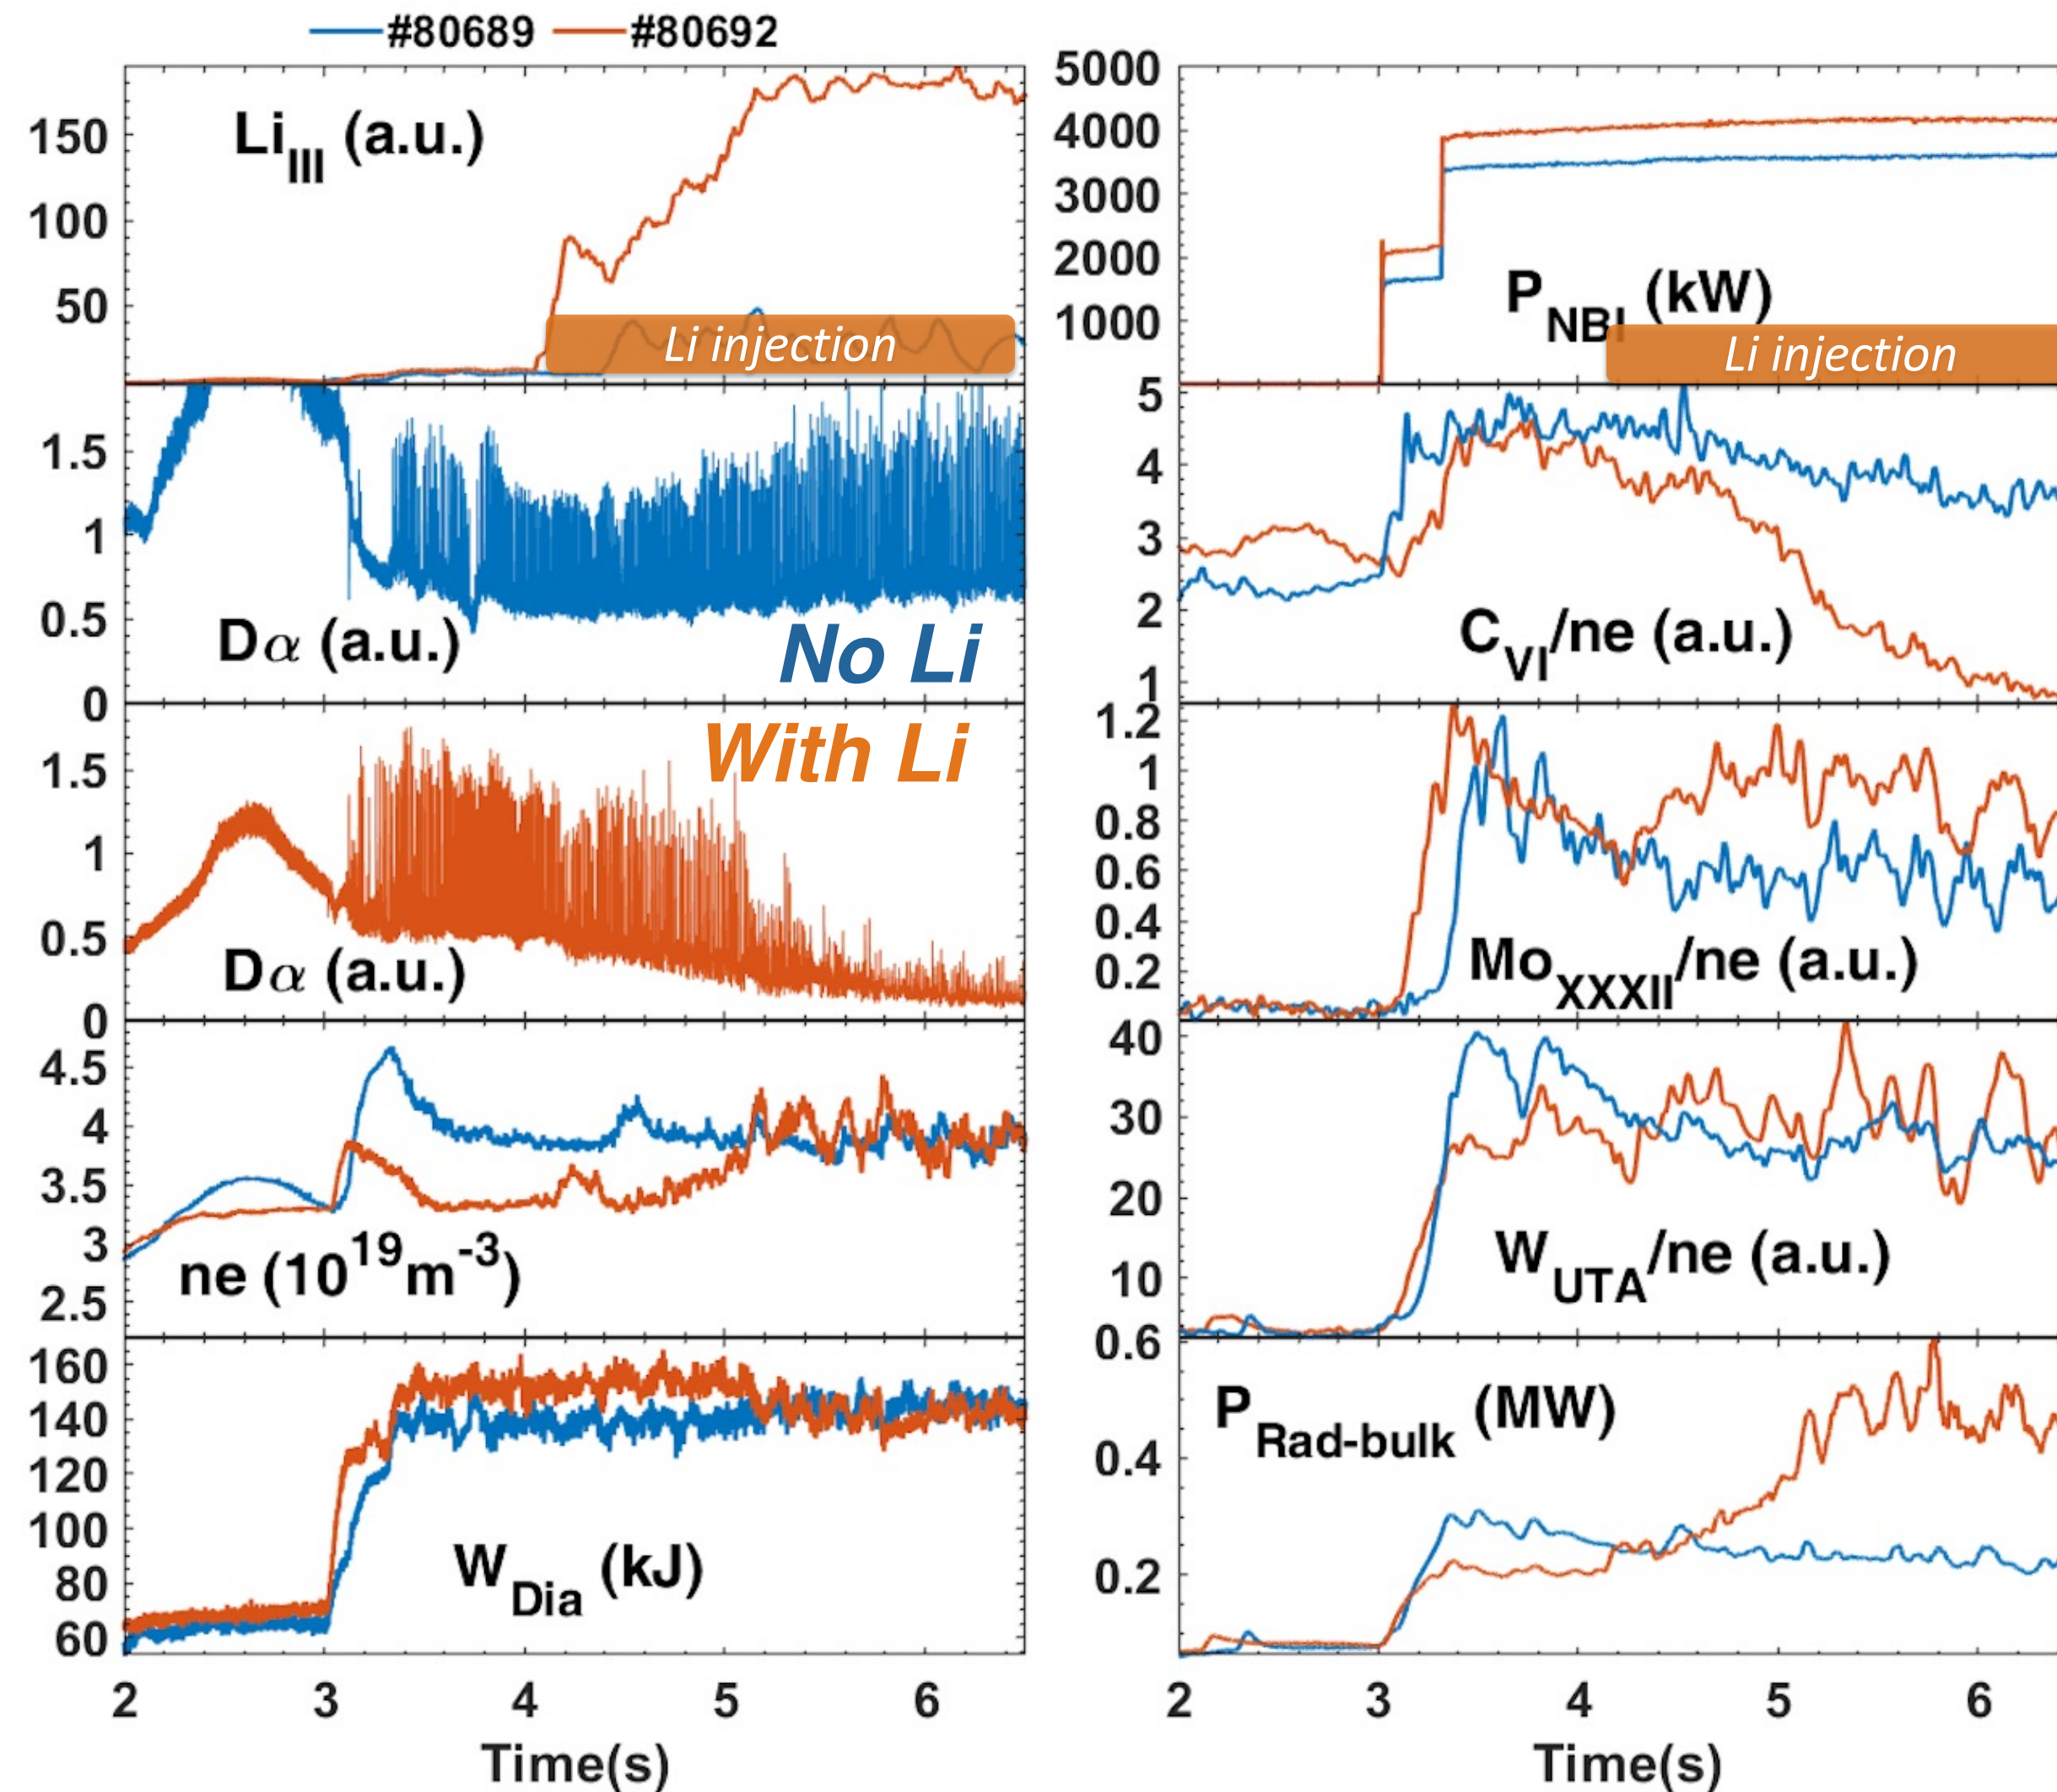 #80689 #80692
Li_III (a.u.)
150
100
50
Li injection
1.5
1
0.5
0
Dα (a.u.)
No Li
With Li
1.5
1
0.5
0
Dα (a.u.)
4.5
4
3.5
3
2.5
ne (10^19 m^-3)
160
140
120
100
80
60
W_Dia (kJ)
2 3 4 5 6
Time(s)
5000
4000
3000
2000
1000
P_NBI (kW)
Li injection
5
4
3
2
1
C_VI/ne (a.u.)
1.2
1
0.8
0.6
0.4
0.2
Mo_XXXII/ne (a.u.)
40
30
20
10
W_UTA/ne (a.u.)
0.6
0.4
0.2
P_Rad-bulk (MW)
2 3 4 5 6
Time(s)